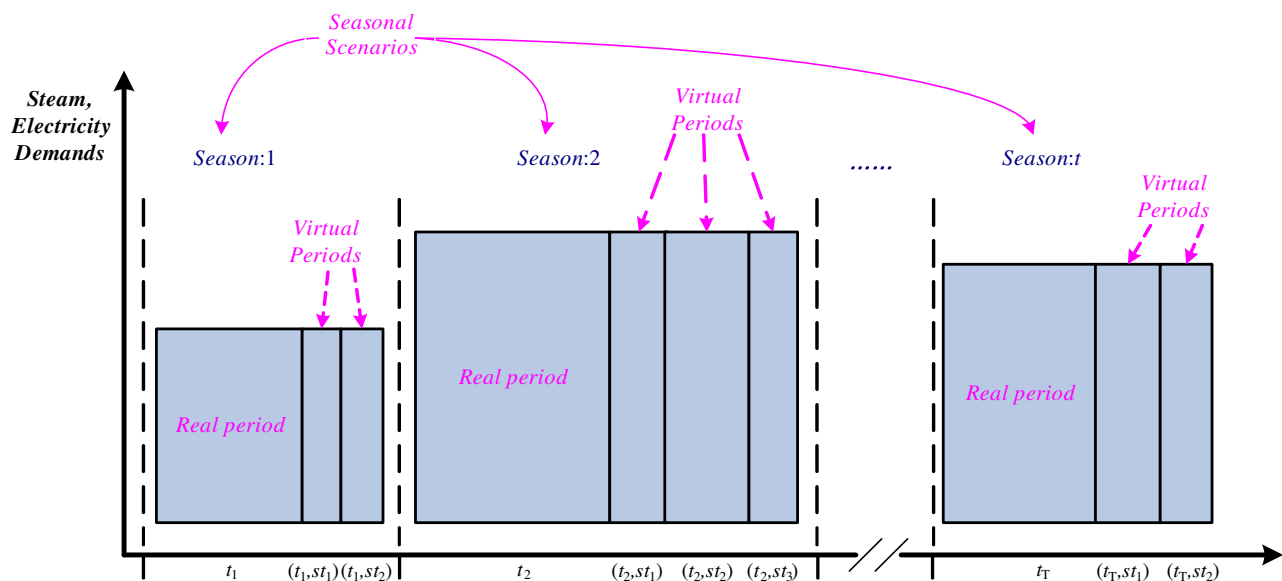 Seasonal
Scenarios
Steam,
Electricity
Demands
Virtual
Periods
Season:1
Season:2
......
Season:t
Virtual
Periods
Virtual
Periods
Real period
Real period
Real period
t1 (t1,st1) (t1,st2) t2 (t2,st1) (t2,st2) (t2,st3) tT (tT,st1) (tT,st2)